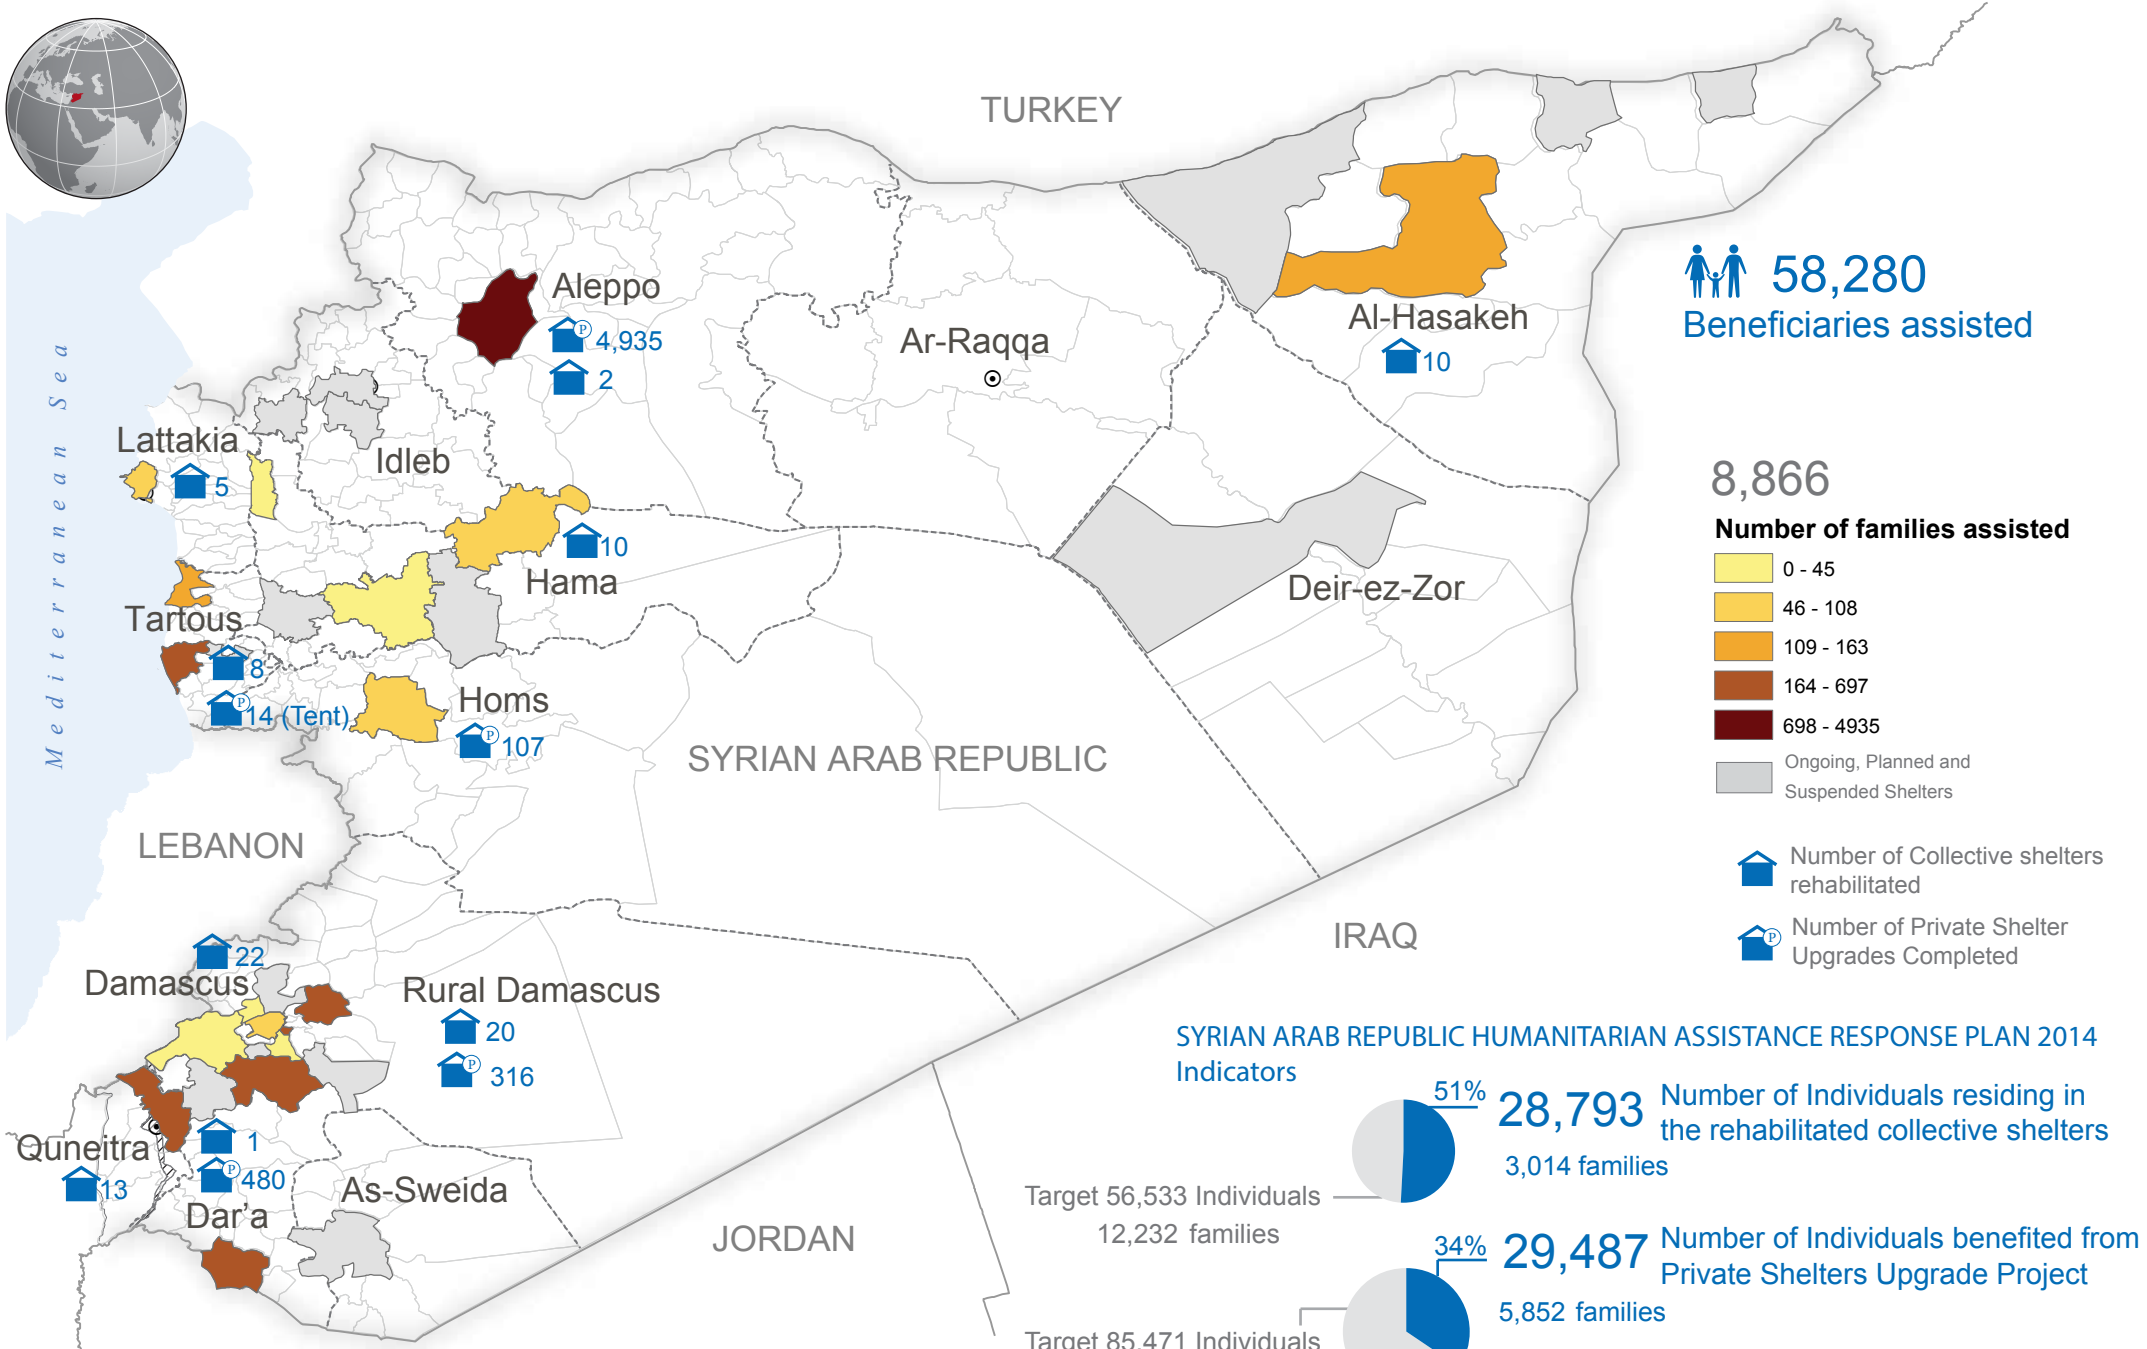 TURKEY
Aleppo
P
4,935
2
Ar-Raqqa
Al-Hasakeh
10
58,280
Beneficiaries assisted
Mediterranean Sea
Lattakia
5
Idleb
10
Hama
Deir-ez-Zor
8,866
Number of families assisted
0 - 45
46 - 108
109 - 163
164 - 697
698 - 4935
Ongoing, Planned and
Suspended Shelters
Number of Collective shelters
rehabilitated
P
Number of Private Shelter
Upgrades Completed
Tartous
8
P
14 (Tent)
Homs
P
107
SYRIAN ARAB REPUBLIC
LEBANON
IRAQ
22
Damascus
Rural Damascus
20
P
316
Quneitra
13
1
P
480
Dar'a
As-Sweida
JORDAN
SYRIAN ARAB REPUBLIC HUMANITARIAN ASSISTANCE RESPONSE PLAN 2014
Indicators
51%
28,793
Number of Individuals residing in
the rehabilitated collective shelters
3,014 families
Target 56,533 Individuals
12,232 families
34%
29,487
Number of Individuals benefited from
Private Shelters Upgrade Project
5,852 families
Target 85,471 Individuals